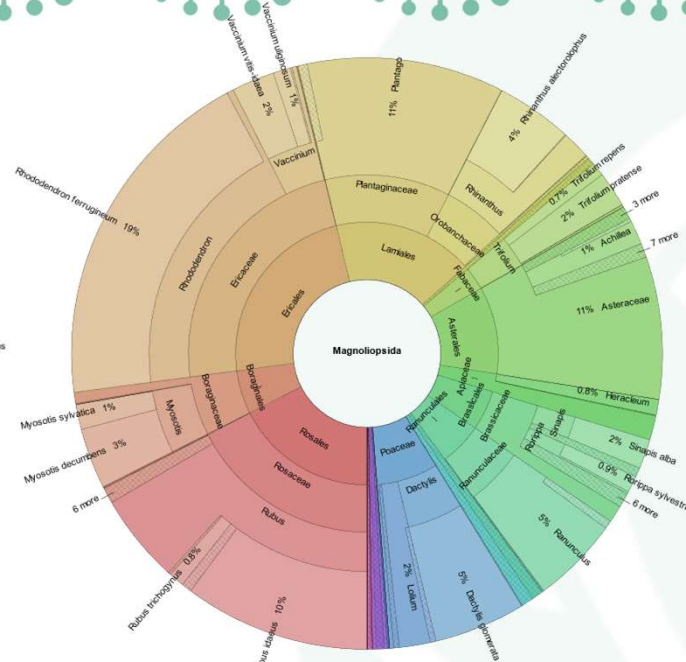 Magnoliopsida
Lamiales
Plantaginaceae
11% Plantago
Orobanchaceae
Rhinanthus
4% Rhinanthus alectorolophus
Fabaceae
Trifolium
0.7% Trifolium repens
2% Trifolium pratense
3 more
Asterales
1% Achillea
7 more
11% Asteraceae
Apiaceae
0.8% Heracleum
Brassicales
Brassicaceae
Sinapis
2% Sinapis alba
Rorippa
0.9%
6 more
Ranunculales
Ranunculaceae
5% Ranunculus
Poaceae
Dactylis
5% Dactylis glomerata
2% Lolium
Rosales
Rosaceae
Rubus
10% idaeus
Rubus trichogynus 0.8%
6 more
Boraginales
Boraginaceae
Myosotis
Myosotis decumbens 3%
Myosotis sylvatica 1%
Ericales
Ericaceae
Rhododendron
Rhododendron ferrugineum 19%
Vaccinium
Vaccinium vitis-idaea 2%
Vaccinium uliginosum 1%